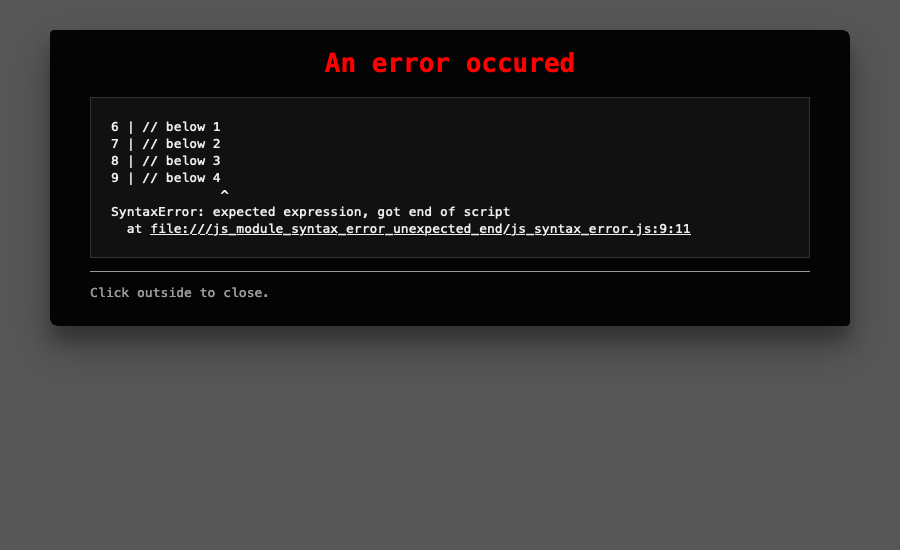 An error occured
6 | // below 1
7 | // below 2
8 | // below 3
9 | // below 4
^
SyntaxError: expected expression, got end of script
at file:///js_module_syntax_error_unexpected_end/js_syntax_error.js:9:11
Click outside to close.